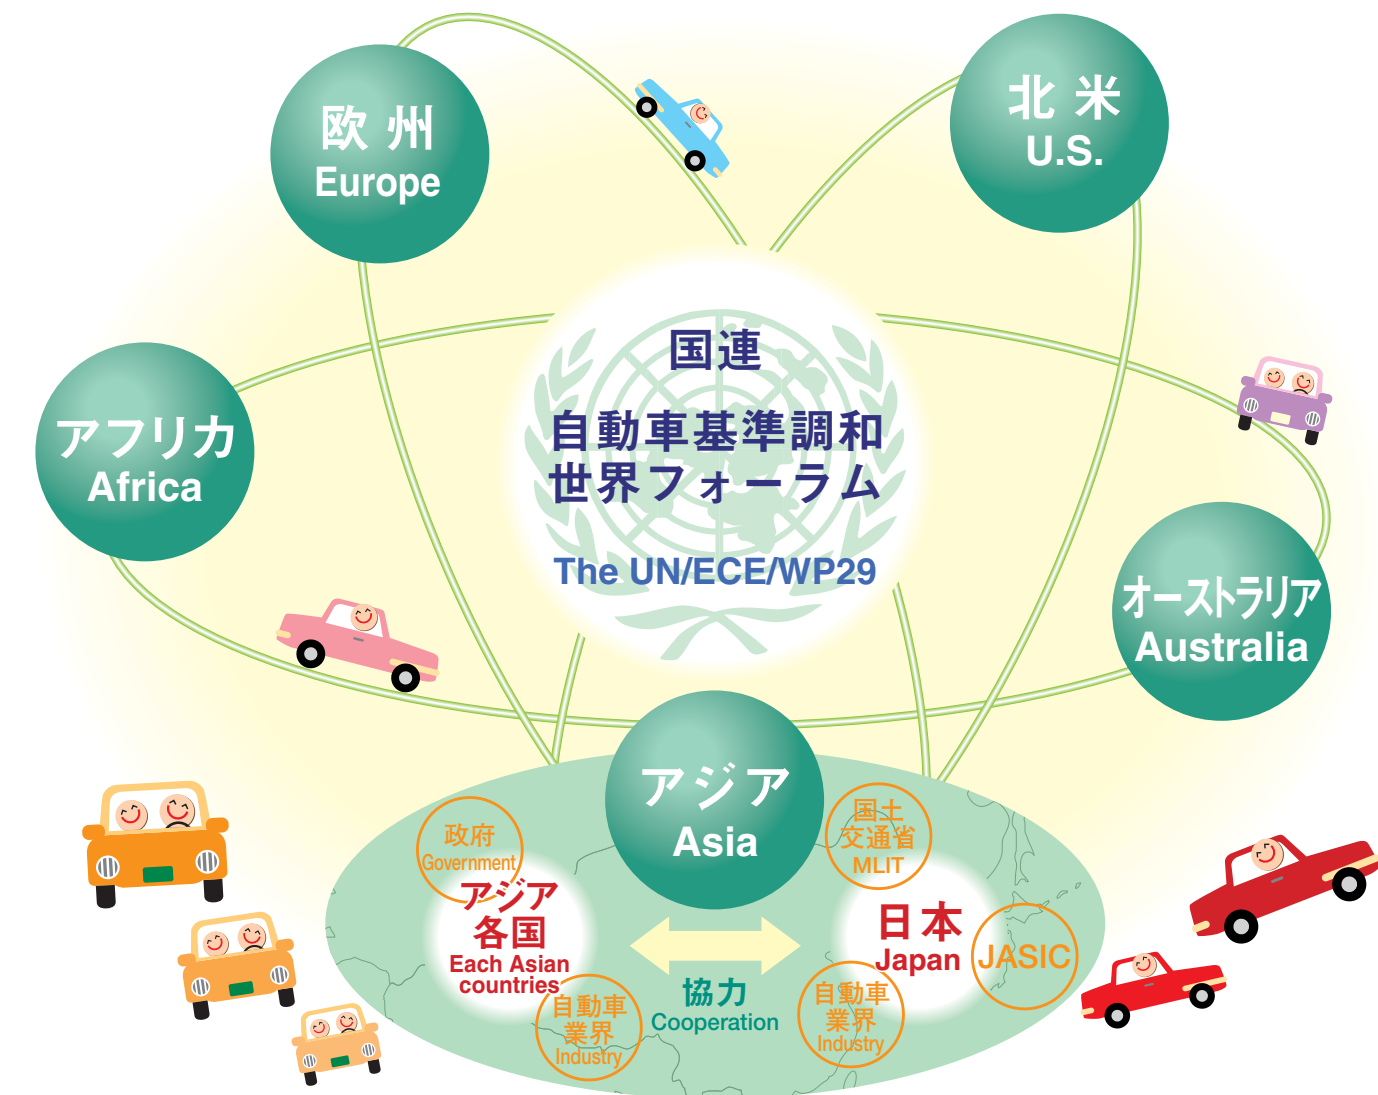 欧州
Europe
北米
U.S.
国連
自動車基準調和
世界フォーラム
The UN/ECE/WP29
アフリカ
Africa
オーストラリア
Australia
アジア
Asia
政府
Government
アジア
各国
Each Asian
countries
自動車
業界
Industry
協力
Cooperation
国土
交通省
MLIT
日本
Japan
JASIC
自動車
業界
Industry